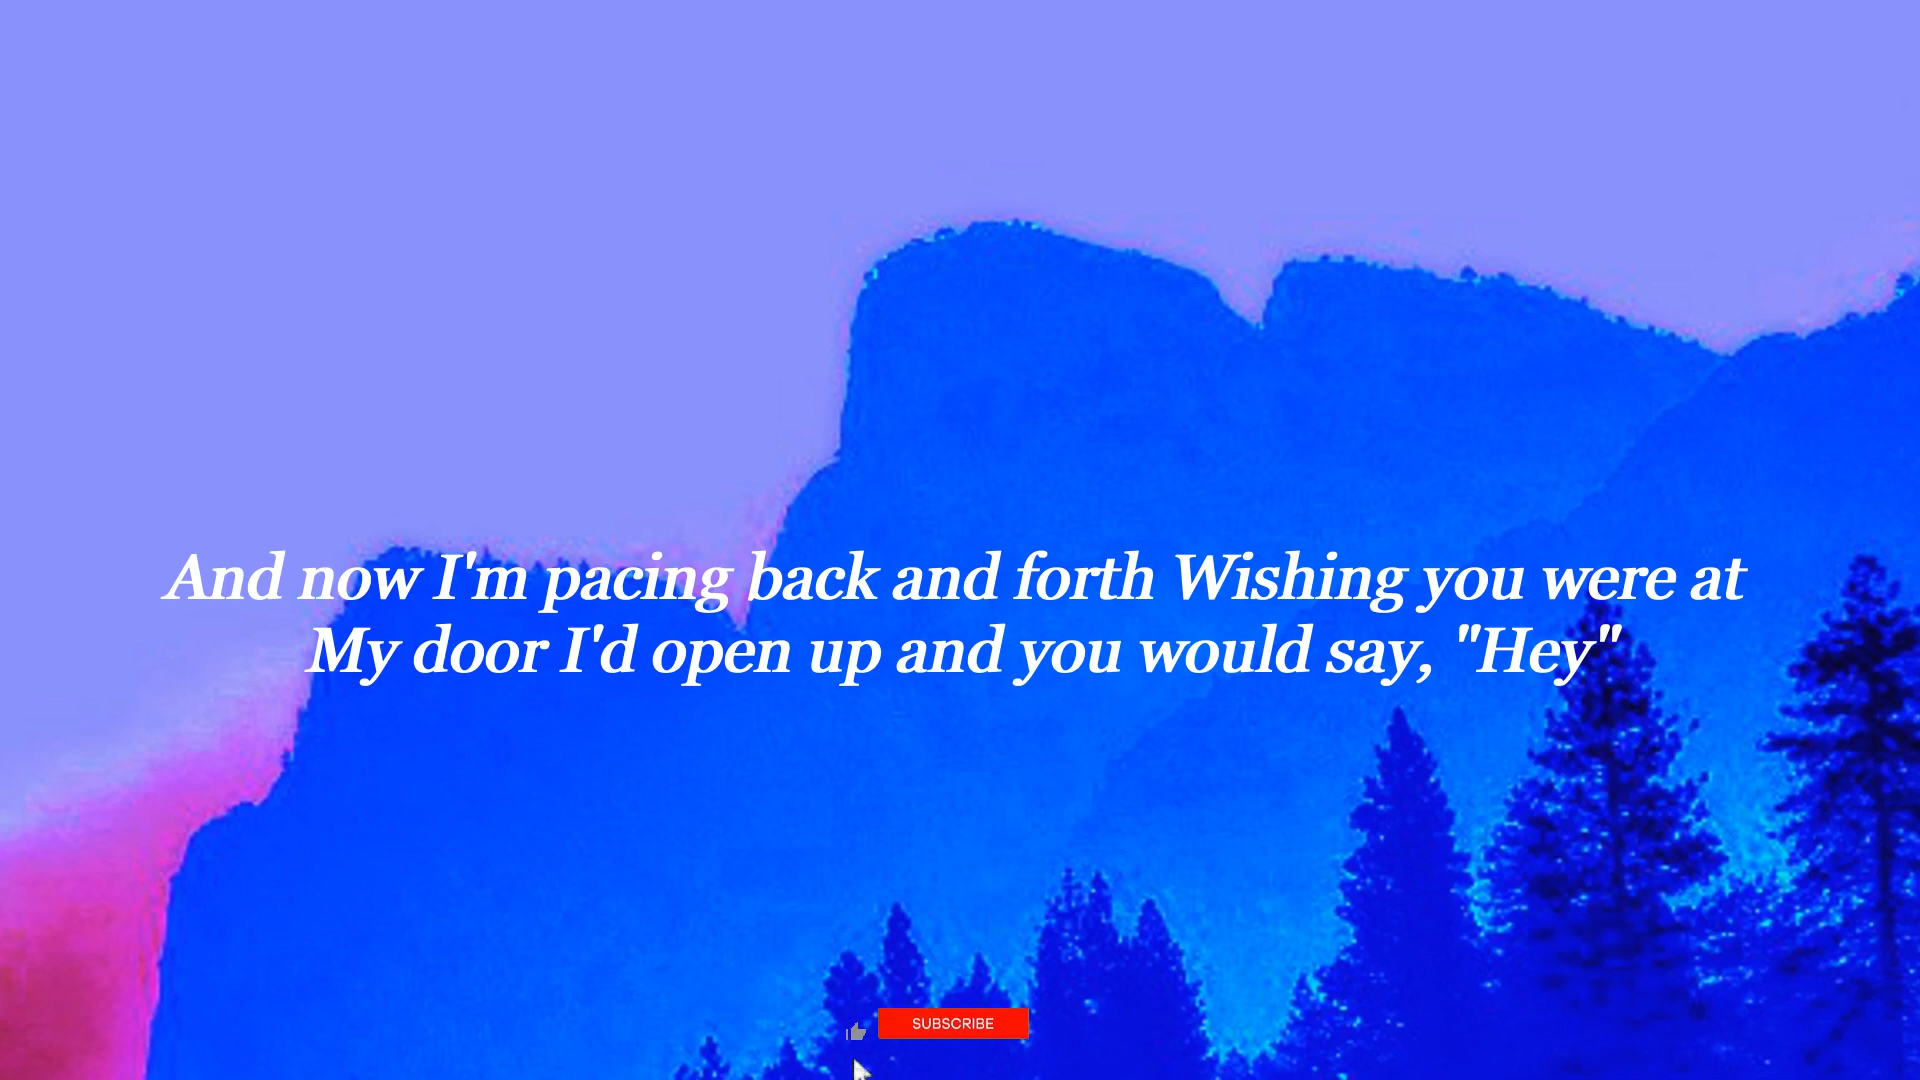 And now I'm pacing back and forth Wishing you were at
My door I'd open up and you would say, "Hey"
SUBSCRIBE